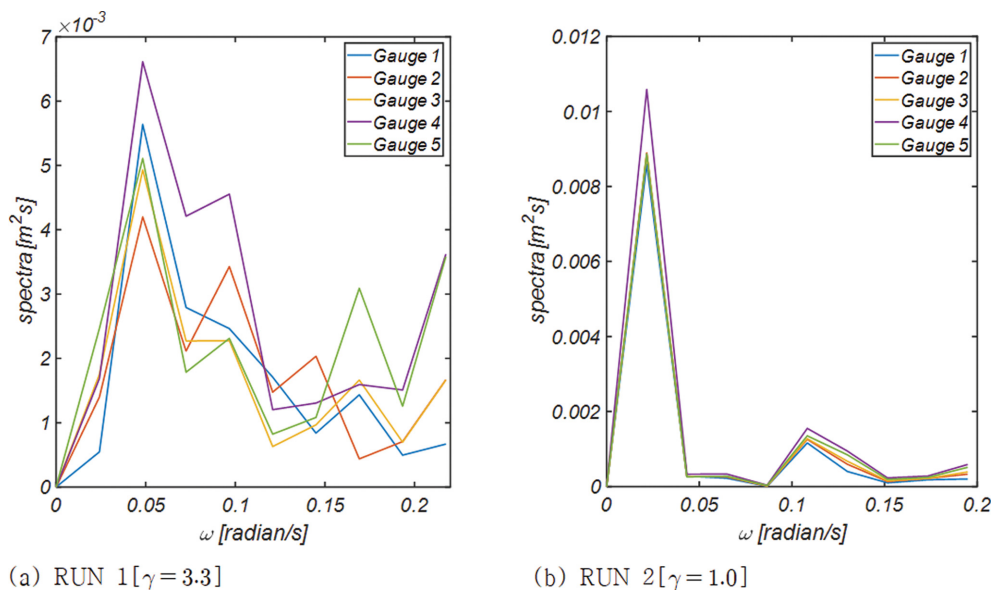 ×10⁻³
7
6
5
4
3
2
1
0
spectra[m²s]
0 0.05 0.1 0.15 0.2
ω [radian/s]
Gauge 1
Gauge 2
Gauge 3
Gauge 4
Gauge 5
(a) RUN 1[γ=3.3]
0.012
0.01
0.008
0.006
0.004
0.002
0
spectra[m²s]
0 0.05 0.1 0.15 0.2
ω [radian/s]
Gauge 1
Gauge 2
Gauge 3
Gauge 4
Gauge 5
(b) RUN 2[γ=1.0]